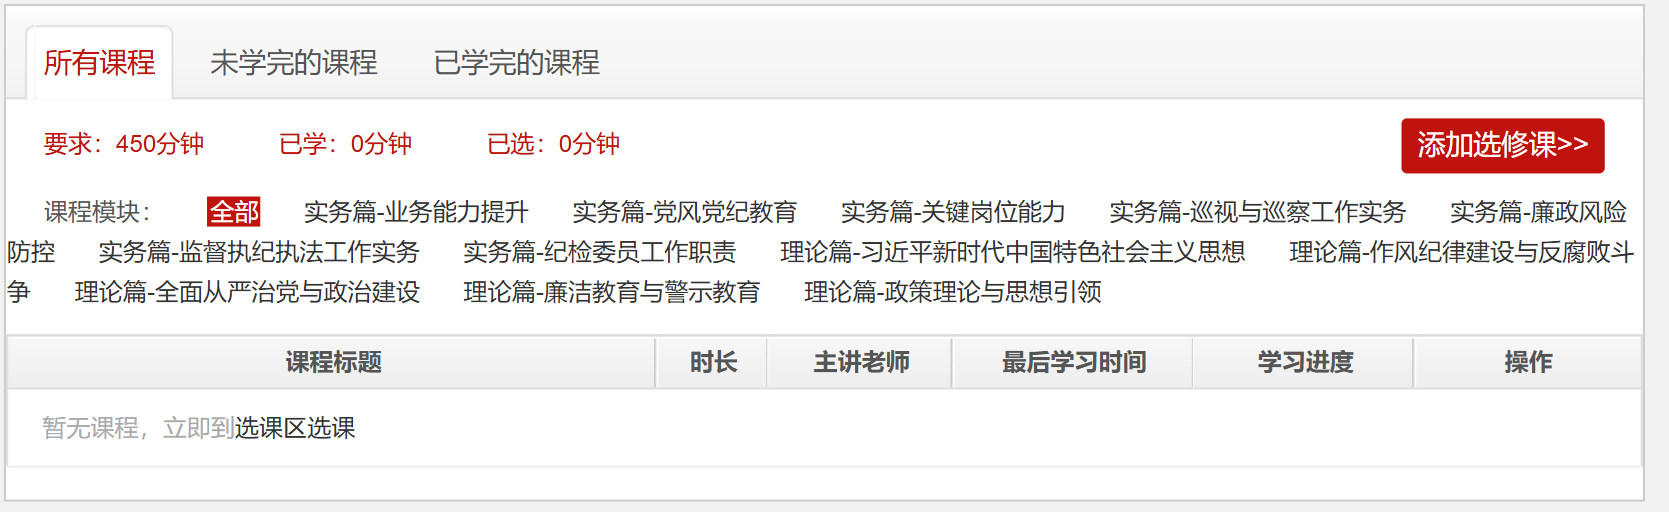 所有课程 未学完的课程 已学完的课程
要求：450分钟 已学：0分钟 已选：0分钟 添加选修课>>
课程模块： 全部 实务篇-业务能力提升 实务篇-党风党纪教育 实务篇-关键岗位能力 实务篇-巡视与巡察工作实务 实务篇-廉政风险
防控 实务篇-监督执纪执法工作实务 实务篇-纪检委员工作职责 理论篇-习近平新时代中国特色社会主义思想 理论篇-作风纪律建设与反腐败斗
争 理论篇-全面从严治党与政治建设 理论篇-廉洁教育与警示教育 理论篇-政策理论与思想引领
课程标题 时长 主讲老师 最后学习时间 学习进度 操作
暂无课程，立即到选课区选课